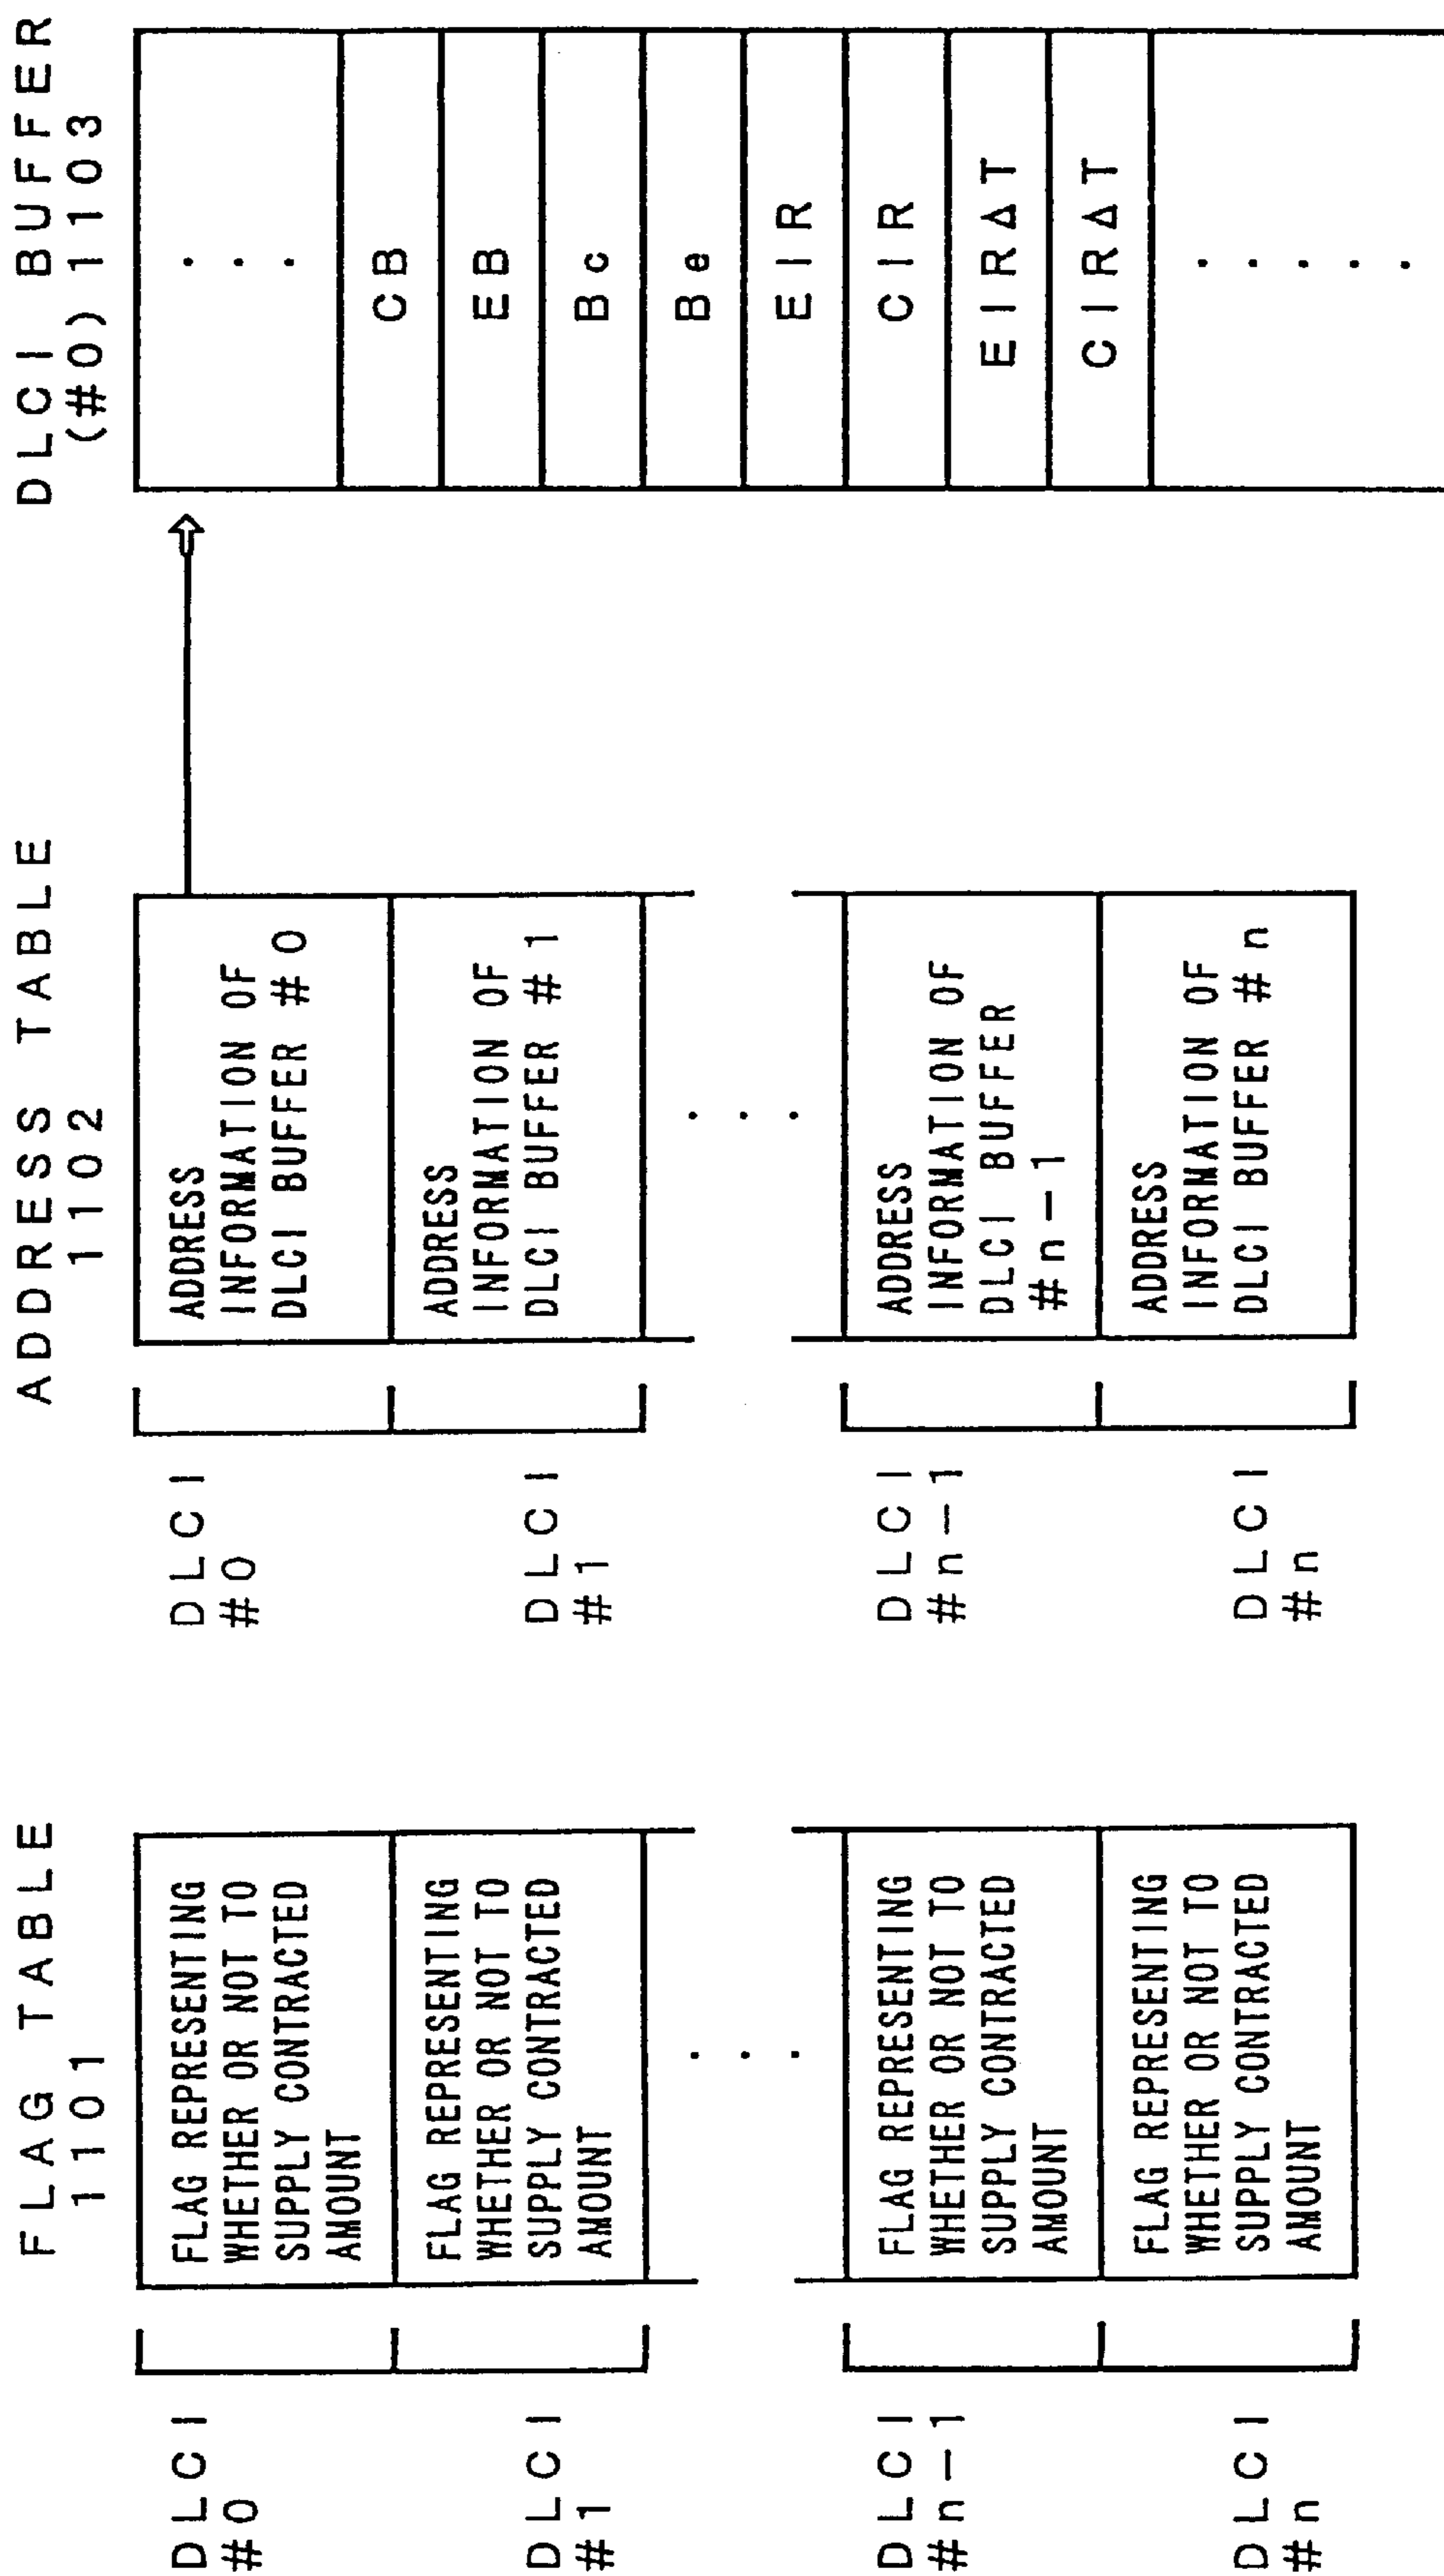 FLAG TABLE
1101
DLCI
#0
FLAG REPRESENTING
WHETHER OR NOT TO
SUPPLY CONTRACTED
AMOUNT
DLCI
#1
FLAG REPRESENTING
WHETHER OR NOT TO
SUPPLY CONTRACTED
AMOUNT
. . .
DLCI
#n-1
FLAG REPRESENTING
WHETHER OR NOT TO
SUPPLY CONTRACTED
AMOUNT
DLCI
#n
FLAG REPRESENTING
WHETHER OR NOT TO
SUPPLY CONTRACTED
AMOUNT
ADDRESS TABLE
1102
DLCI
#0
ADDRESS
INFORMATION OF
DLCI BUFFER #0
DLCI
#1
ADDRESS
INFORMATION OF
DLCI BUFFER #1
. . .
DLCI
#n-1
ADDRESS
INFORMATION OF
DLCI BUFFER
#n-1
DLCI
#n
ADDRESS
INFORMATION OF
DLCI BUFFER #n
DLCI BUFFER
(#0) 1103
. . .
CB
EB
Bc
Be
EIR
CIR
EIRΔT
CIRΔT
. . . . .